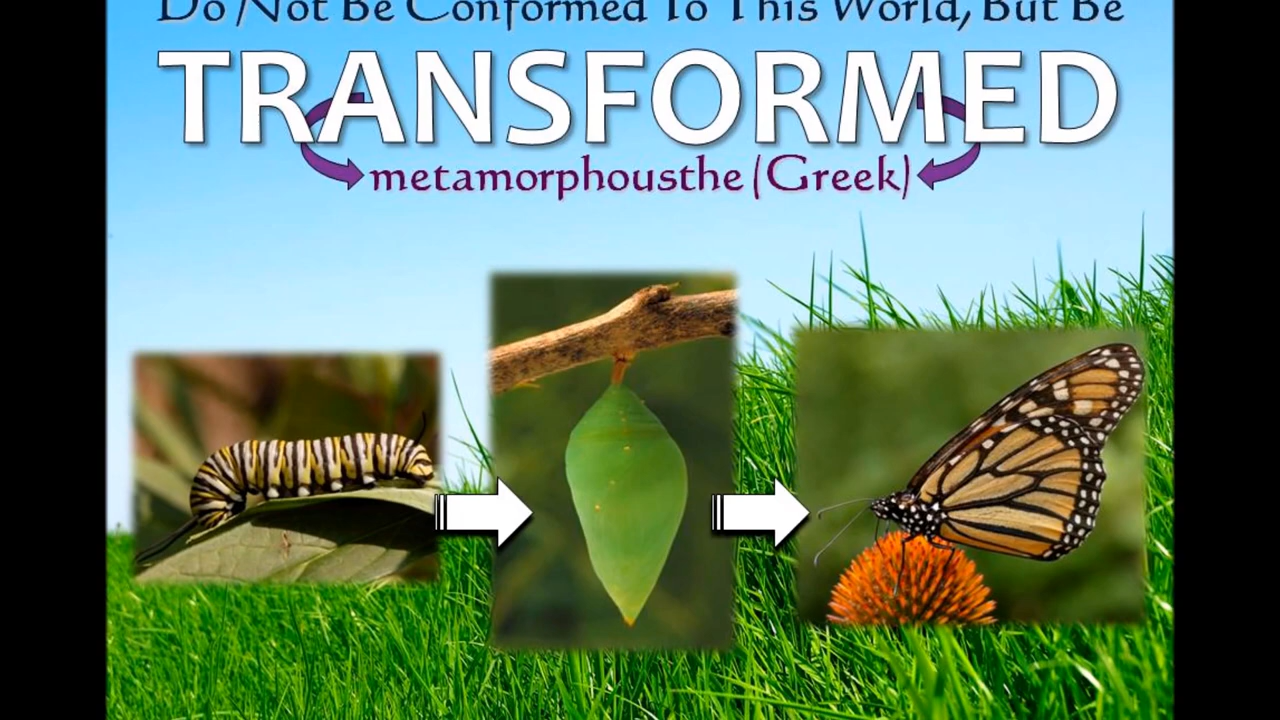 Do Not Be Conformed To This World, But Be
TRANSFORMED
metamorphousthe (Greek)